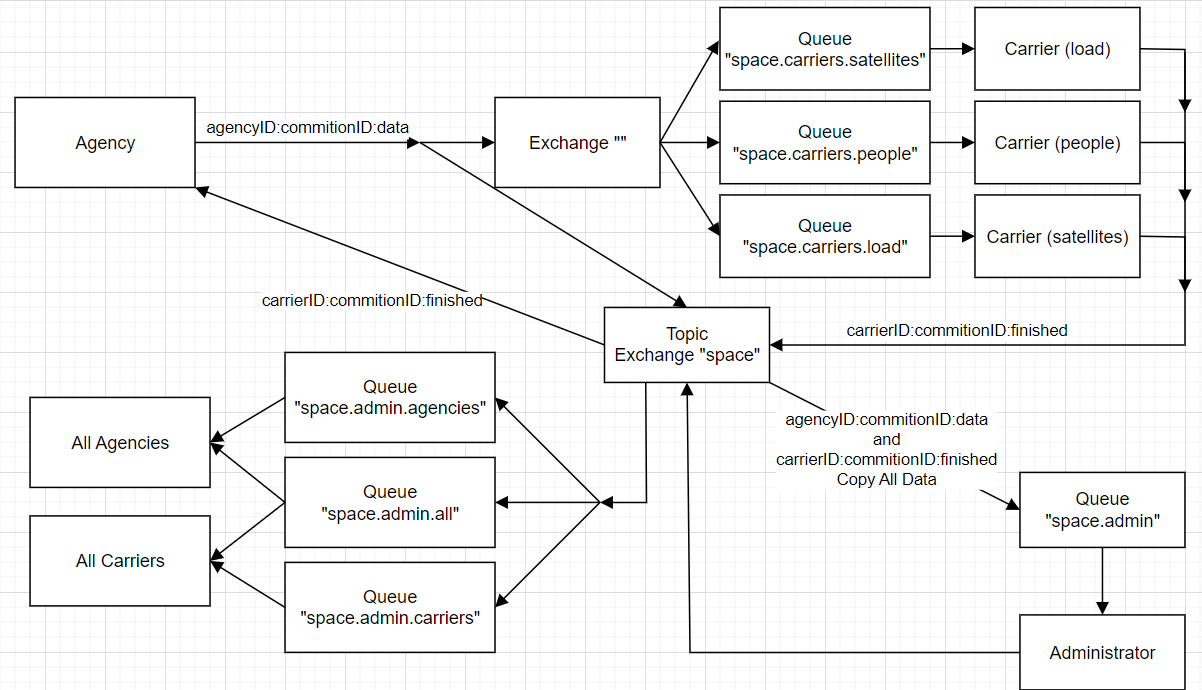 Queue
"space.carriers.satellites"
Carrier (load)
Agency
agencyID:commitionID:data
Exchange ""
Queue
"space.carriers.people"
Carrier (people)
Queue
"space.carriers.load"
Carrier (satellites)
carrierID:commitionID:finished
Topic
Exchange "space"
carrierID:commitionID:finished
Queue
"space.admin.agencies"
All Agencies
agencyID:commitionID:data
and
carrierID:commitionID:finished
Copy All Data
Queue
"space.admin.all"
Queue
"space.admin"
All Carriers
Queue
"space.admin.carriers"
Administrator